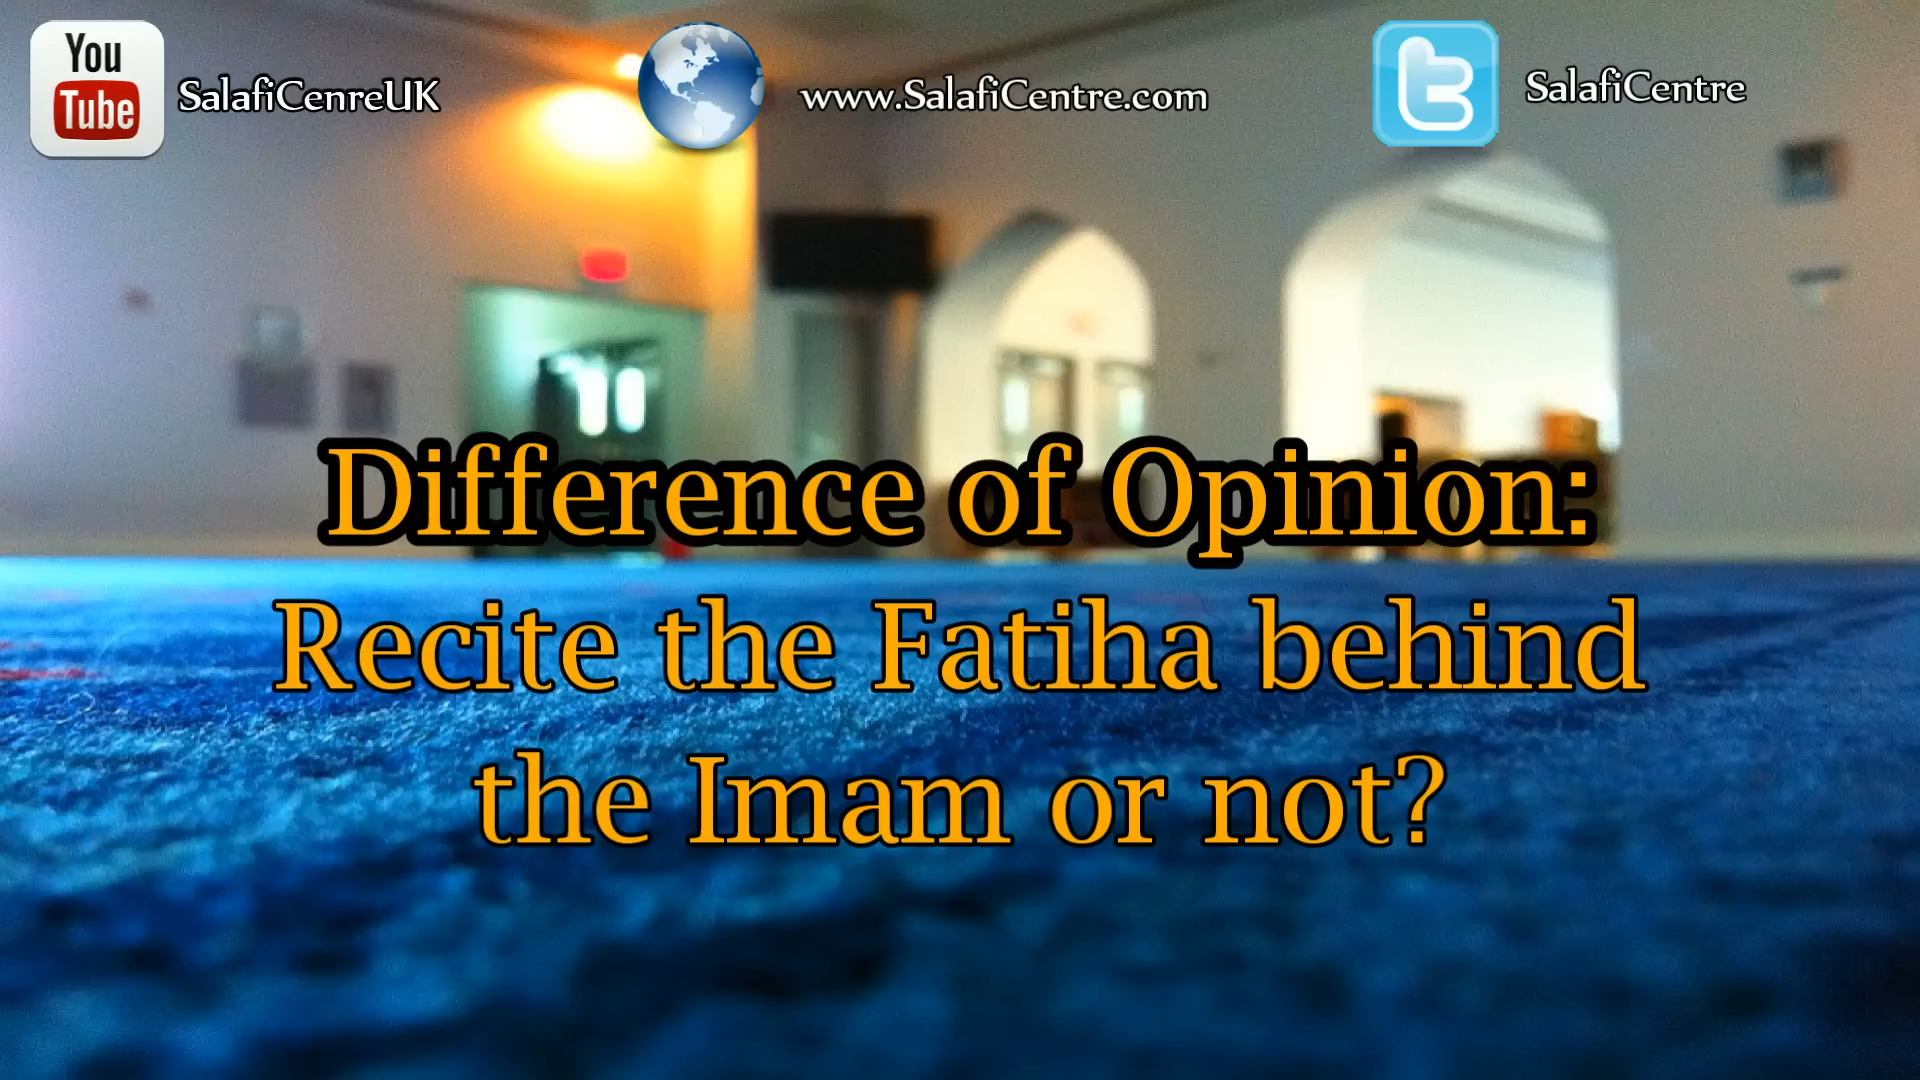 You
Tube
SalafiCenreUK
www.SalafiCentre.com
SalafiCentre
Difference of Opinion:
Recite the Fatiha behind
the Imam or not?